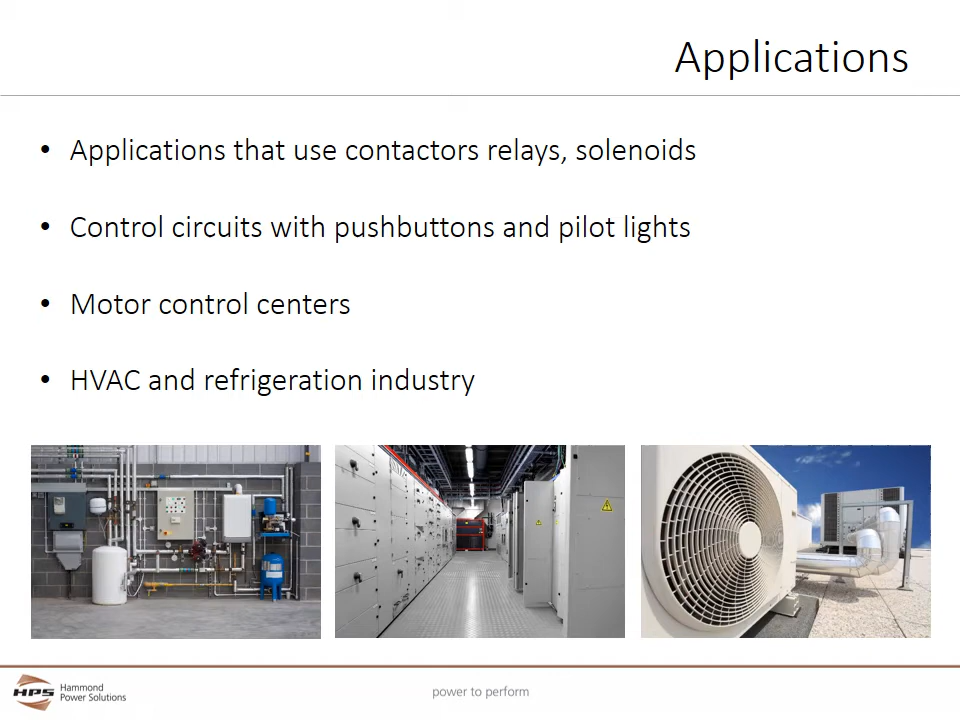 Applications
• Applications that use contactors relays, solenoids
• Control circuits with pushbuttons and pilot lights
• Motor control centers
• HVAC and refrigeration industry
HPS
Hammond
Power Solutions
power to perform